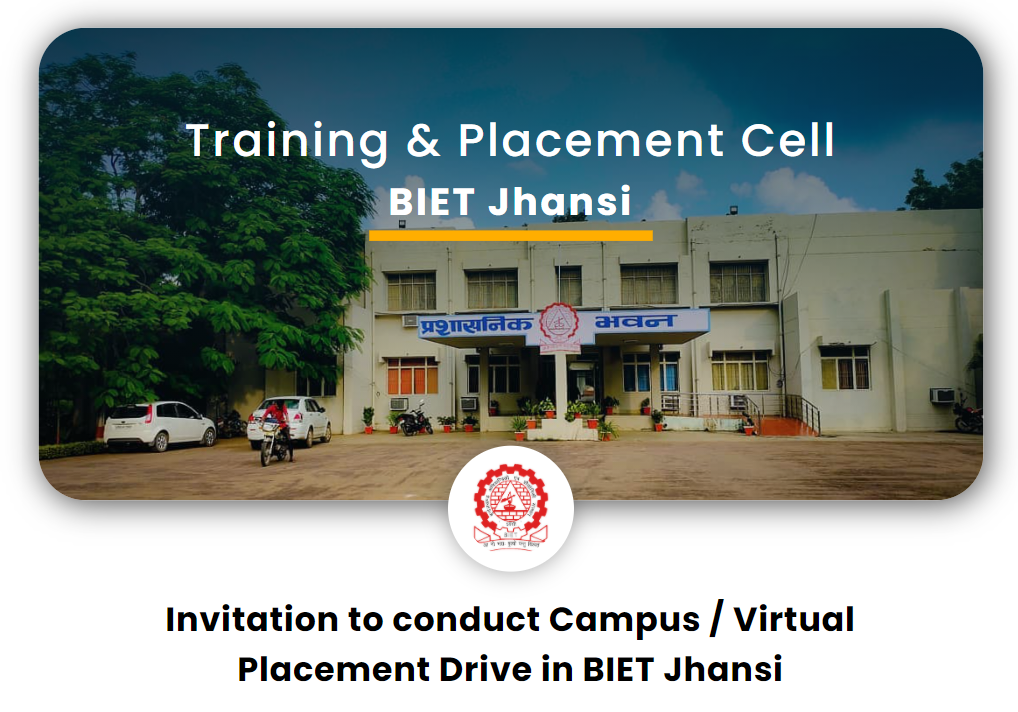 Training & Placement Cell
BIET Jhansi
प्रशासनिक भवन
Invitation to conduct Campus / Virtual
Placement Drive in BIET Jhansi